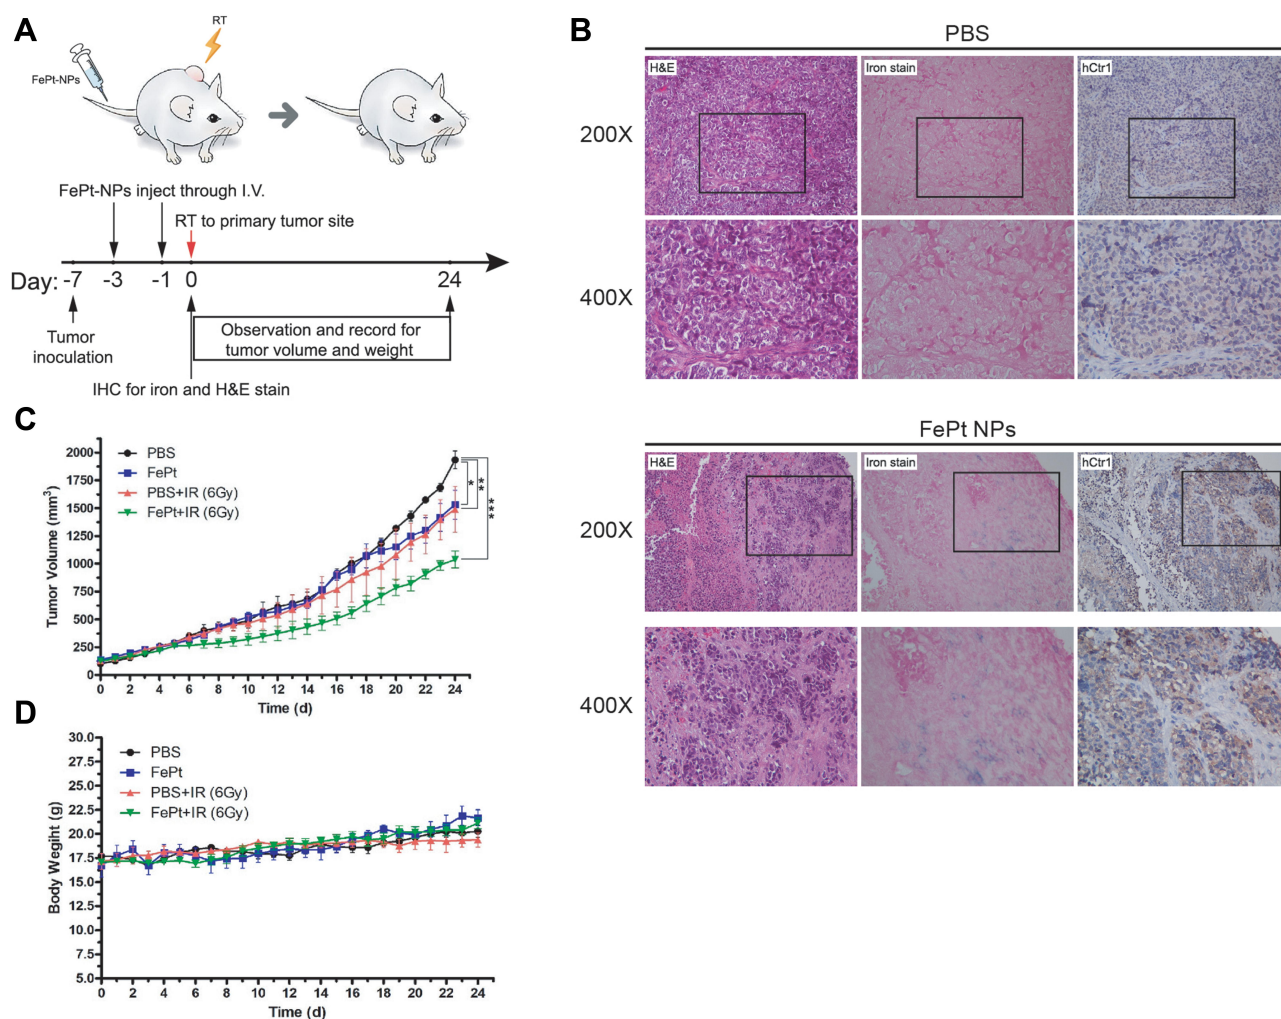 A
RT
FePt-NPs
FePt-NPs inject through I.V.
RT to primary tumor site
Day: -7 -3 -1 0 24
Tumor
inoculation
Observation and record for
tumor volume and weight
IHC for iron and H&E stain
B
PBS
H&E
Iron stain
hCtr1
200X
400X
FePt NPs
H&E
Iron stain
hCtr1
200X
400X
C
PBS
FePt
PBS+IR (6Gy)
FePt+IR (6Gy)
*
**
***
Tumor Volume (mm³)
2000
1750
1500
1250
1000
750
500
250
0
0 2 4 6 8 10 12 14 16 18 20 22 24
Time (d)
D
PBS
FePt
PBS+IR (6Gy)
FePt+IR (6Gy)
Body Wegiht (g)
30.0
27.5
25.0
22.5
20.0
17.5
15.0
12.5
10.0
7.5
5.0
0 2 4 6 8 10 12 14 16 18 20 22 24
Time (d)